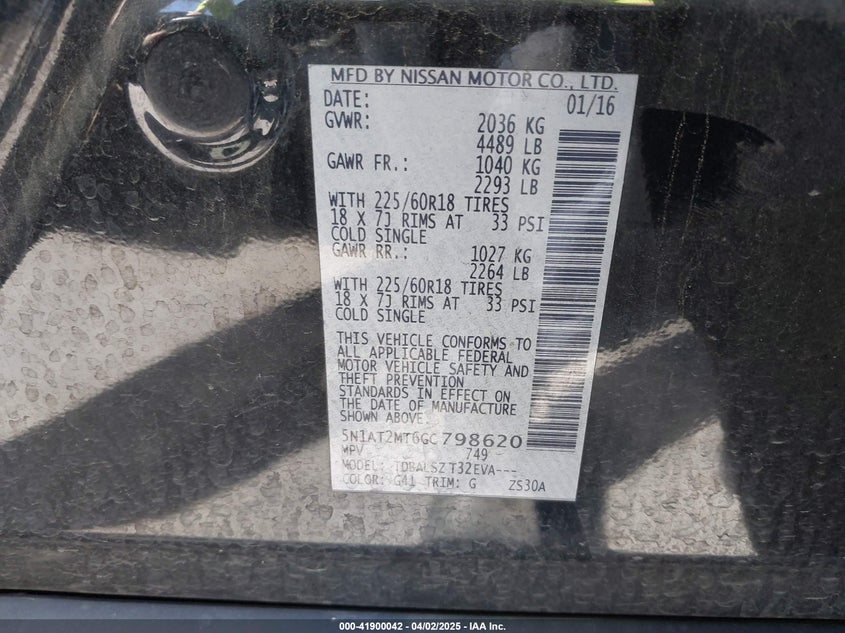 MFD BY NISSAN MOTOR CO., LTD.
DATE: 01/16
GVWR: 2036 KG
4489 LB
GAWR FR.: 1040 KG
2293 LB
WITH 225/60R18 TIRES
18 X 7J RIMS AT 33 PSI
COLD SINGLE
GAWR RR.: 1027 KG
2264 LB
WITH 225/60R18 TIRES
18 X 7J RIMS AT 33 PSI
COLD SINGLE
THIS VEHICLE CONFORMS TO
ALL APPLICABLE FEDERAL
MOTOR VEHICLE SAFETY AND
THEFT PREVENTION
STANDARDS IN EFFECT ON
THE DATE OF MANUFACTURE
SHOWN ABOVE.
5N1AT2MT6GC798620
MPV 749
MODEL: TDBALSZ T32EVA---
COLOR: G41 TRIM: G ZS30A
000-41900042 - 04/02/2025 - IAA Inc.